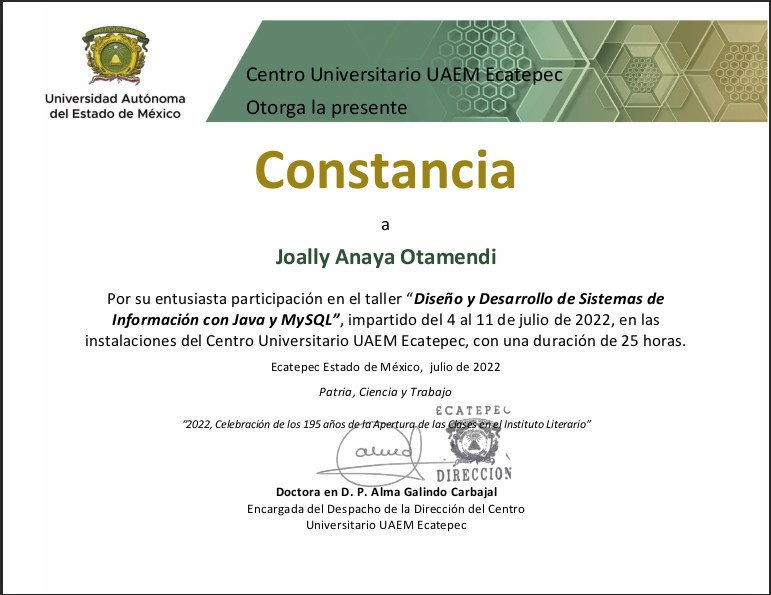 Universidad Autónoma
del Estado de México
Centro Universitario UAEM Ecatepec
Otorga la presente
Constancia
a
Joally Anaya Otamendi
Por su entusiasta participación en el taller “Diseño y Desarrollo de Sistemas de
Información con Java y MySQL”, impartido del 4 al 11 de julio de 2022, en las
instalaciones del Centro Universitario UAEM Ecatepec, con una duración de 25 horas.
Ecatepec Estado de México, julio de 2022
Patria, Ciencia y Trabajo
ECATEPEC
“2022, Celebración de los 195 años de la Apertura de las Clases en el Instituto Literario”
DIRECCION
Doctora en D. P. Alma Galindo Carbajal
Encargada del Despacho de la Dirección del Centro
Universitario UAEM Ecatepec